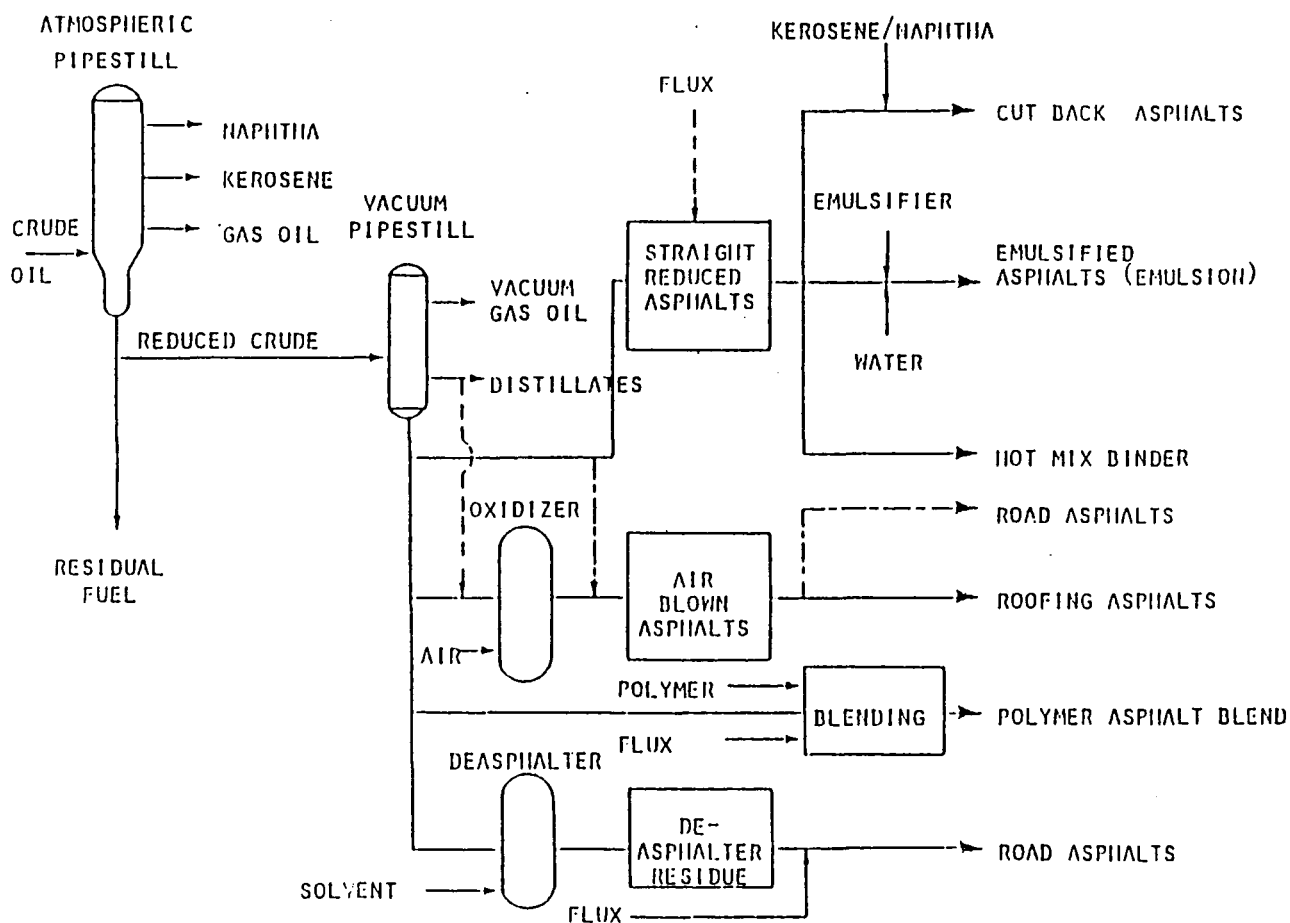 ATMOSPHERIC
PIPESTILL
NAPHTHA
KEROSENE
GAS OIL
CRUDE
OIL
REDUCED CRUDE
RESIDUAL
FUEL
VACUUM
PIPESTILL
VACUUM
GAS OIL
DISTILLATES
FLUX
STRAIGHT
REDUCED
ASPHALTS
KEROSENE/NAPHTHA
CUT BACK ASPHALTS
EMULSIFIER
EMULSIFIED
ASPHALTS (EMULSION)
WATER
HOT MIX BINDER
OXIDIZER
AIR
AIR
BLOWN
ASPHALTS
ROAD ASPHALTS
ROOFING ASPHALTS
POLYMER
FLUX
BLENDING
POLYMER ASPHALT BLEND
DEASPHALTER
SOLVENT
DE-
ASPHALTER
RESIDUE
FLUX
ROAD ASPHALTS